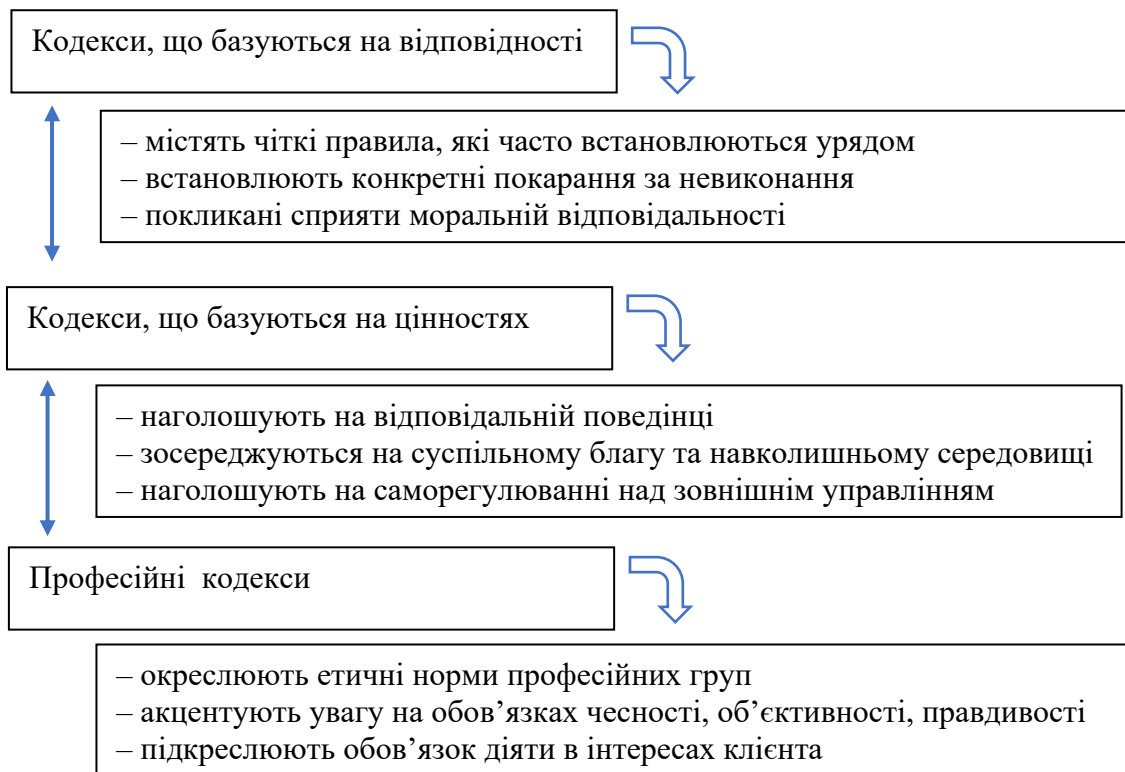 Кодекси, що базуються на відповідності
– містять чіткі правила, які часто встановлюються урядом
– встановлюють конкретні покарання за невиконання
– покликані сприяти моральній відповідальності
Кодекси, що базуються на цінностях
– наголошують на відповідальній поведінці
– зосереджуються на суспільному благу та навколишньому середовищі
– наголошують на саморегулюванні над зовнішнім управлінням
Професійні кодекси
– окреслюють етичні норми професійних груп
– акцентують увагу на обов’язках чесності, об’єктивності, правдивості
– підкреслюють обов’язок діяти в інтересах клієнта